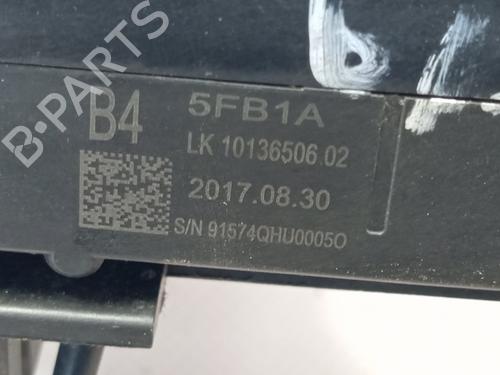 B4 5FB1A
LK 10136506.02
2017.08.30
S/N 91574QHU0005O
B-PARTS